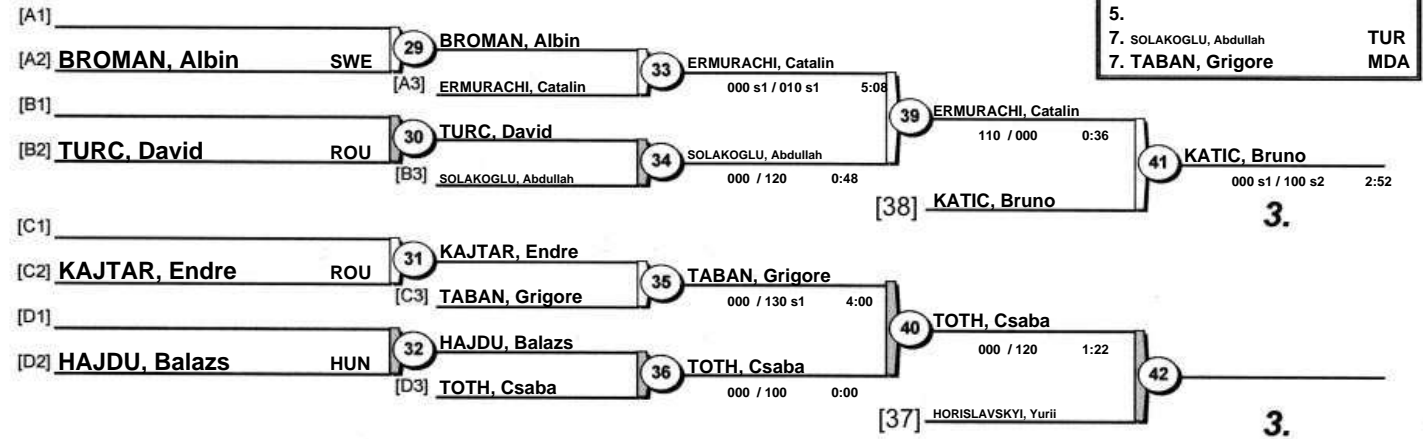 [A1]
[A2] BROMAN, Albin SWE
29
BROMAN, Albin
[A3] ERMURACHI, Catalin
33
ERMURACHI, Catalin
000 s1 / 010 s1 5:08
[B1]
[B2] TURC, David ROU
30
TURC, David
[B3] SOLAKOGLU, Abdullah
34
SOLAKOGLU, Abdullah
000 / 120 0:48
39
ERMURACHI, Catalin
110 / 000 0:36
[38] KATIC, Bruno
41
KATIC, Bruno
000 s1 / 100 s2 2:52
3.
[C1]
[C2] KAJTAR, Endre ROU
31
KAJTAR, Endre
[C3] TABAN, Grigore
35
TABAN, Grigore
000 / 130 s1 4:00
[D1]
[D2] HAJDU, Balazs HUN
32
HAJDU, Balazs
[D3] TOTH, Csaba
36
TOTH, Csaba
000 / 100 0:00
40
TOTH, Csaba
000 / 120 1:22
[37] HORISLAVSKYI, Yurii
42
3.
5.
7. SOLAKOGLU, Abdullah TUR
7. TABAN, Grigore MDA